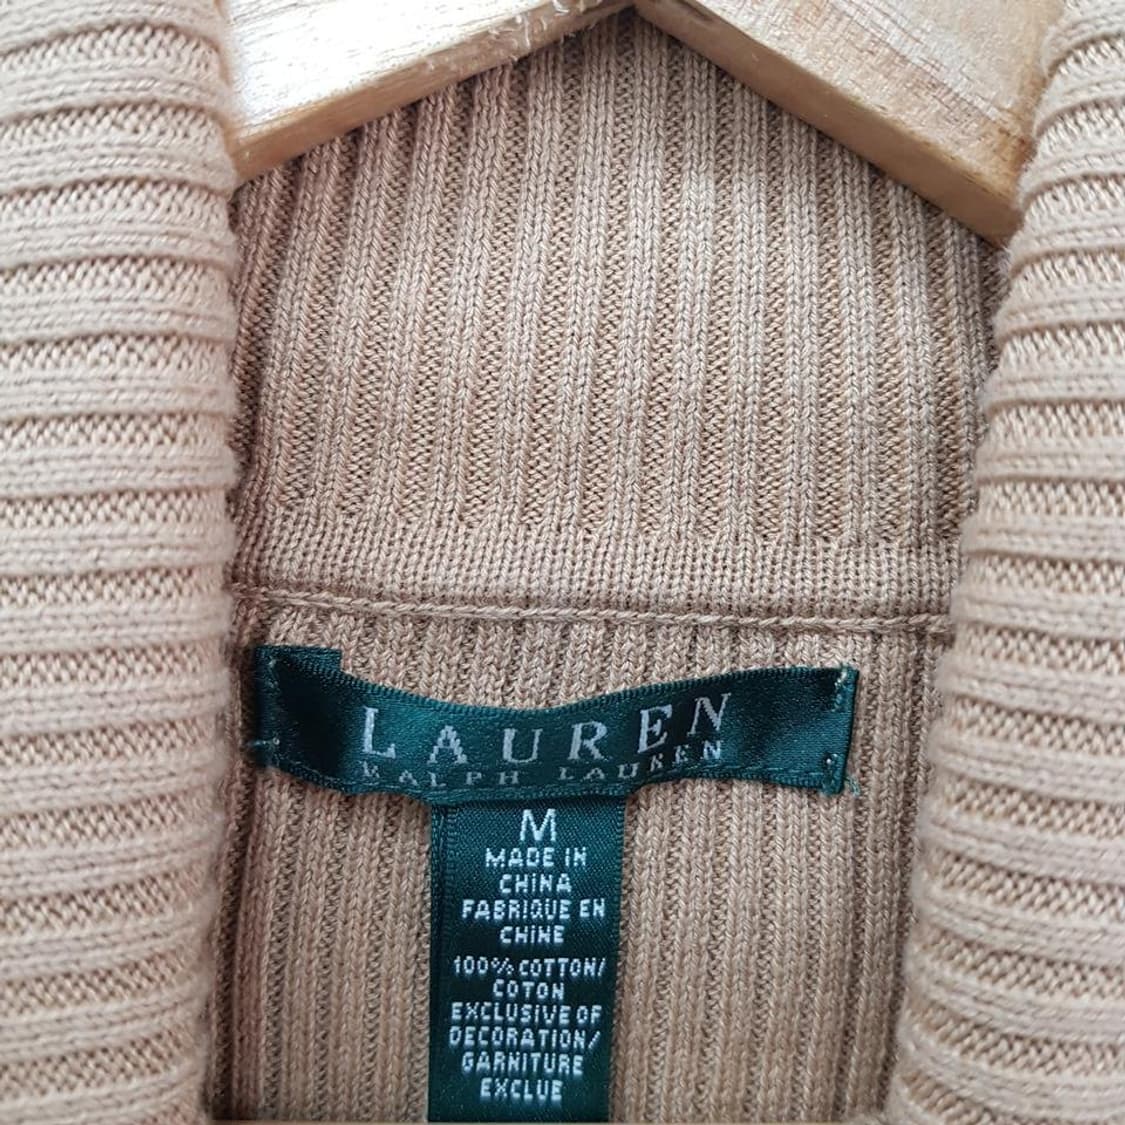 LAUREN
RALPH LAUREN
M
MADE IN
CHINA
FABRIQUE EN
CHINE
100% COTTON/
COTON
EXCLUSIVE OF
DECORATION/
GARNITURE
EXCLUE